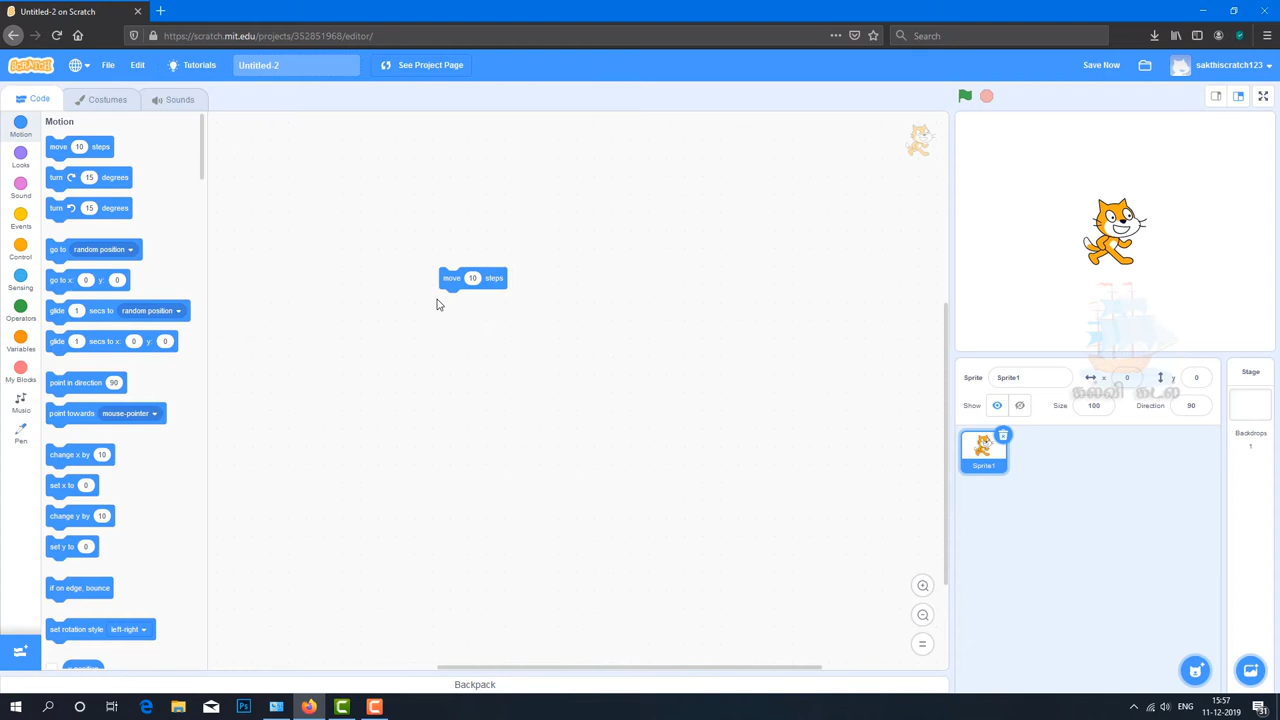 Untitled-2 on Scratch
https://scratch.mit.edu/projects/352851968/editor/
Search
SCRATCH
File
Edit
Tutorials
Untitled-2
See Project Page
Save Now
sakthiscratch123
Code
Costumes
Sounds
Motion
Looks
Sound
Events
Control
Sensing
Operators
Variables
My Blocks
Music
Pen
Motion
move 10 steps
turn 15 degrees
turn 15 degrees
go to random position
go to x: 0 y: 0
glide 1 secs to random position
glide 1 secs to x: 0 y: 0
point in direction 90
point towards mouse-pointer
change x by 10
set x to 0
change y by 10
set y to 0
if on edge, bounce
set rotation style left-right
x position
move 10 steps
Sprite Sprite1 x 0 y 0
கல்வி கடல்
Show Size 100 Direction 90
Sprite1
Stage
Backdrops
1
Backpack
ENG
15:57
11-12-2019
31